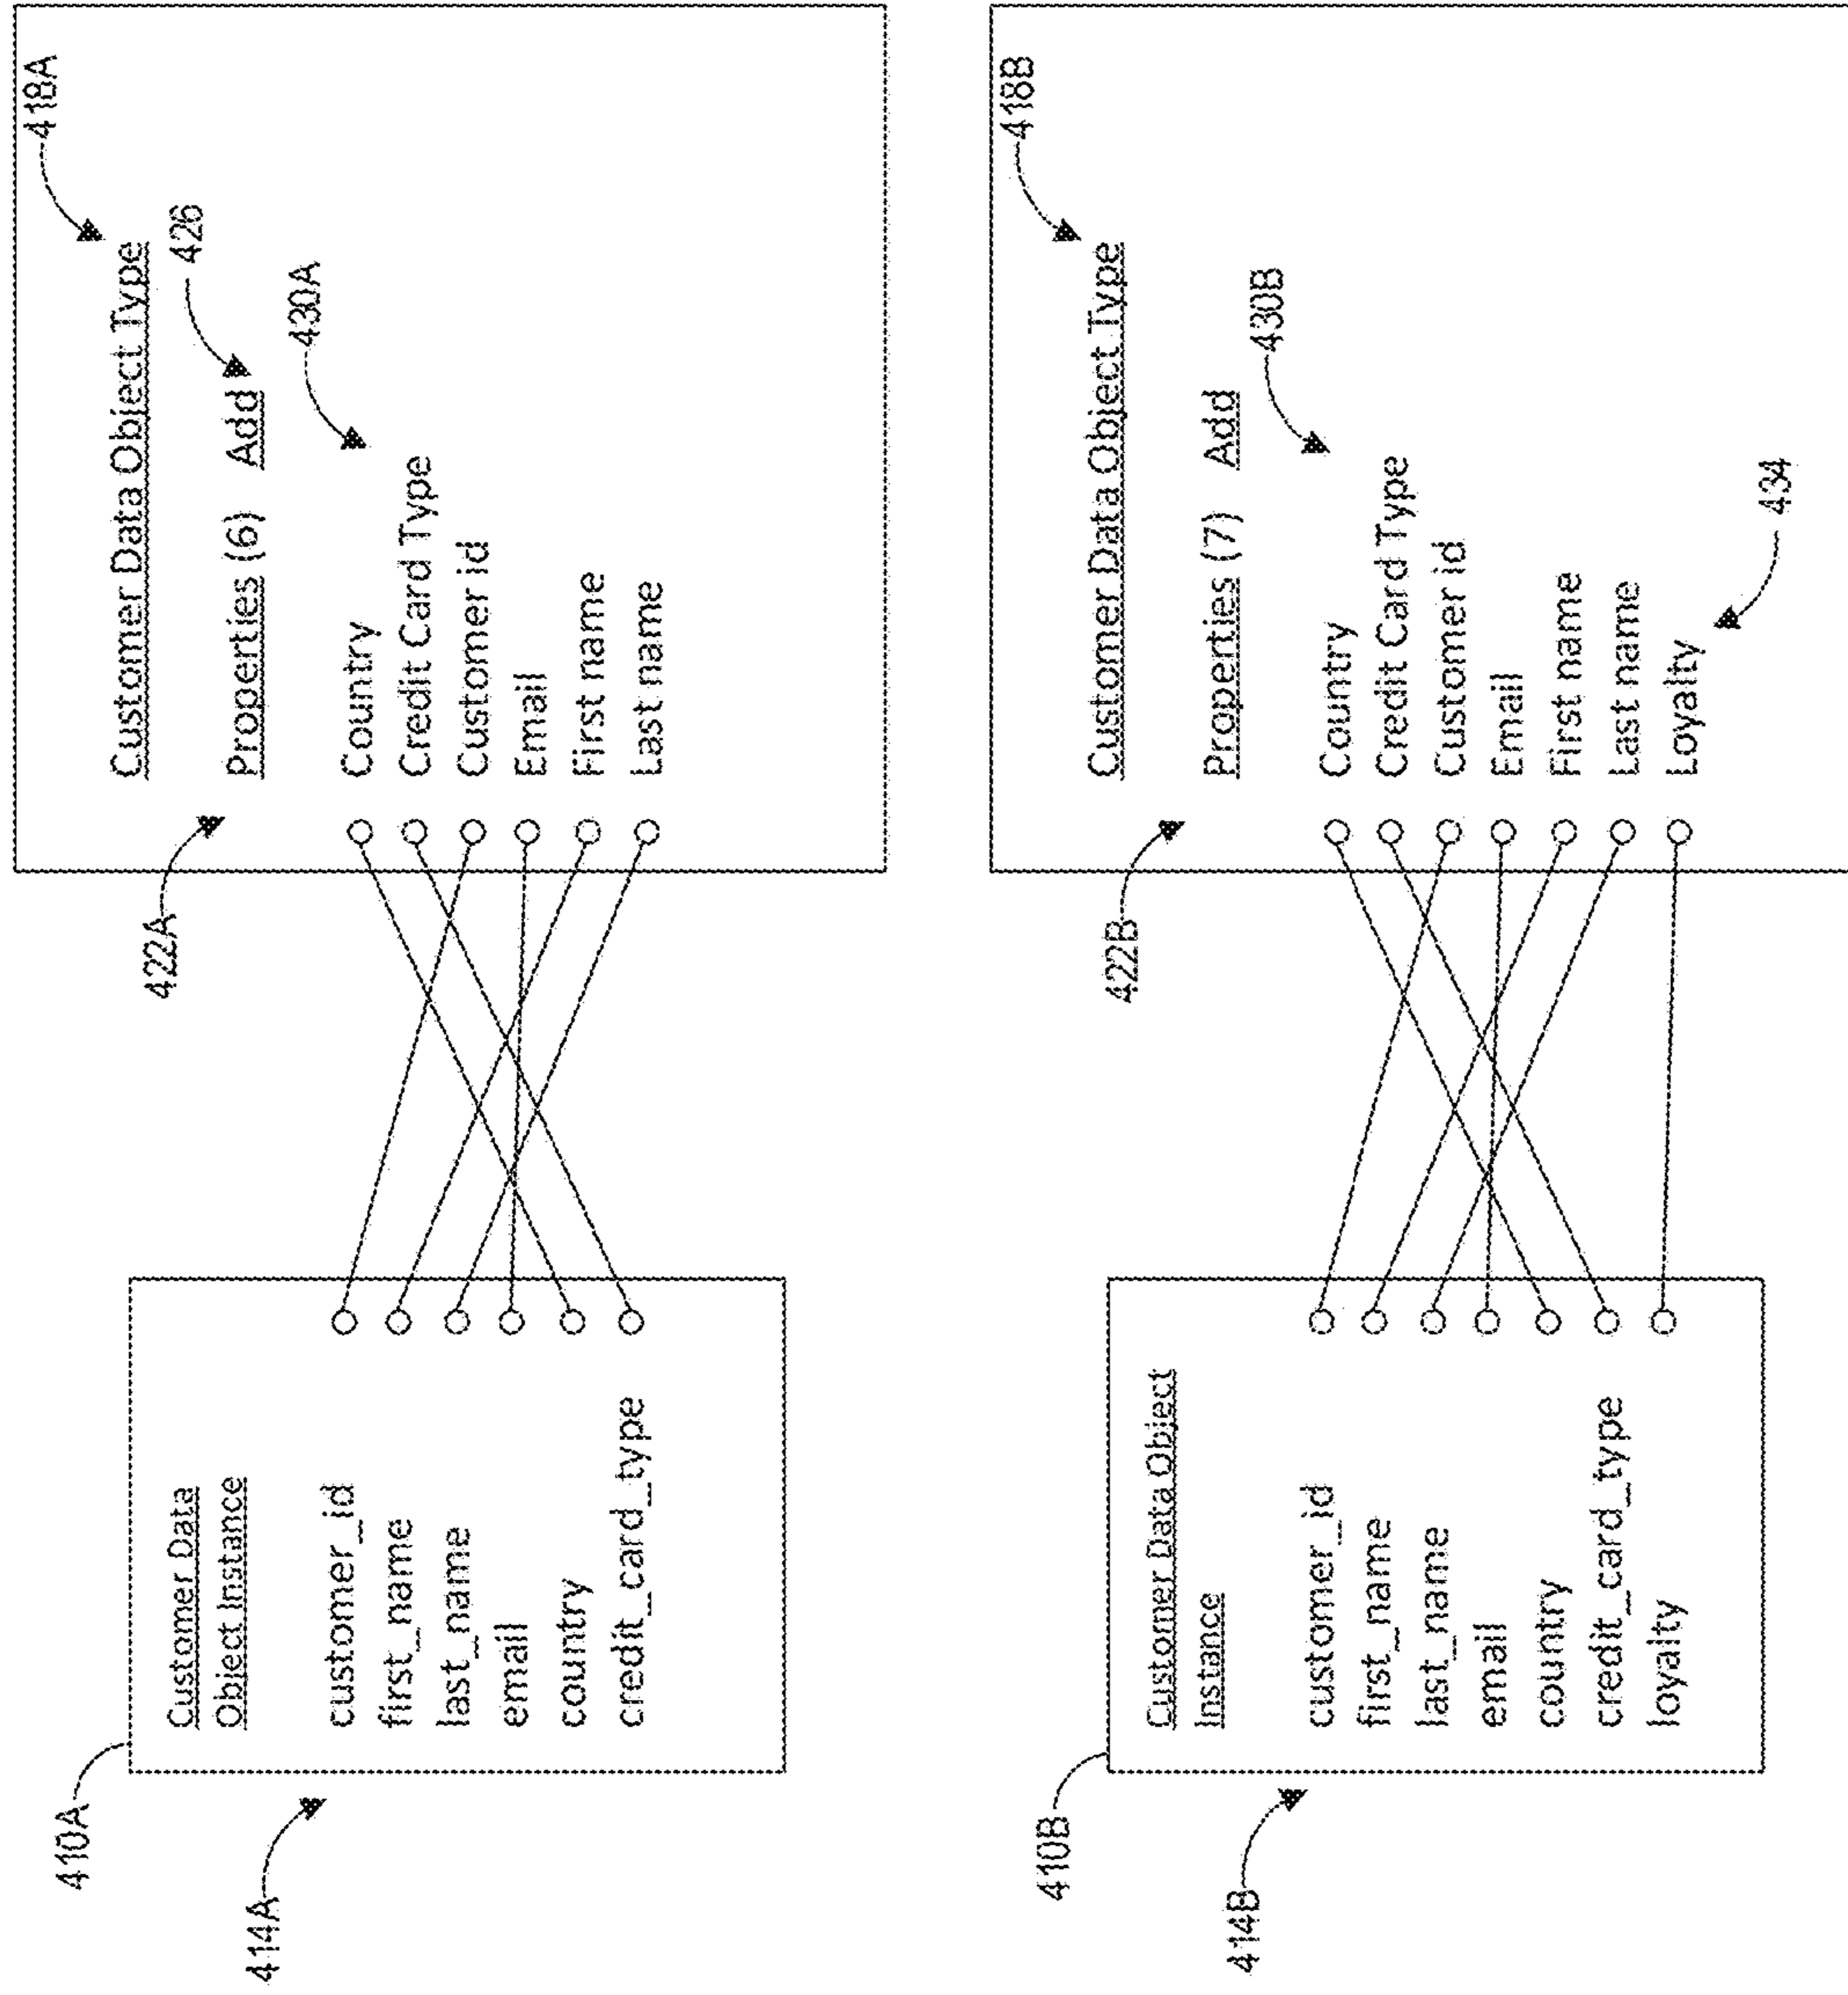 410A
414A
Customer Data
Object Instance
customer_id
first_name
last_name
email
country
credit_card_type
418A
422A
Customer Data Object Type
426
Properties (6) Add
430A
Country
Credit Card Type
Customer id
Email
First name
Last name
410B
414B
Customer Data Object
Instance
customer_id
first_name
last_name
email
country
credit_card_type
loyalty
418B
422B
Customer Data Object Type
Properties (7) Add
430B
Country
Credit Card Type
Customer id
Email
First name
Last name
Loyalty
434